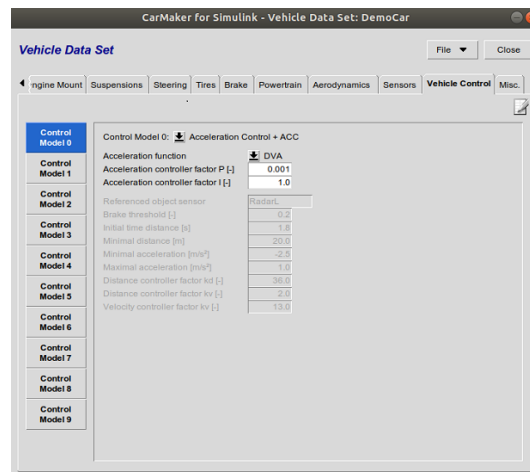 CarMaker for Simulink - Vehicle Data Set: DemoCar
Vehicle Data Set File Close
ngine Mount Suspensions Steering Tires Brake Powertrain Aerodynamics Sensors Vehicle Control Misc.
Control Model 0
Control Model 1
Control Model 2
Control Model 3
Control Model 4
Control Model 5
Control Model 6
Control Model 7
Control Model 8
Control Model 9
Control Model 0: Acceleration Control + ACC
Acceleration function DVA
Acceleration controller factor P [-] 0.001
Acceleration controller factor I [-] 1.0
Referenced object sensor RadarL
Brake threshold [-] 0.2
Initial time distance [s] 1.8
Minimal distance [m] 20.0
Minimal acceleration [m/s²] -2.5
Maximal acceleration [m/s²] 1.0
Distance controller factor kd [-] 36.0
Distance controller factor kv [-] 2.0
Velocity controller factor kv [-] 13.0